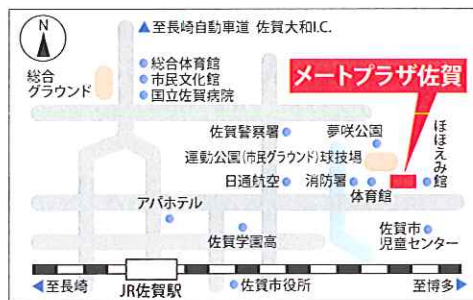 N
▲至長崎自動車道 佐賀大和I.C.
総合体育館
市民文化館
国立佐賀病院
総合
グラウンド
メートプラザ佐賀
佐賀警察署
夢咲公園
ほほえみ館
運動公園(市民グラウンド)球技場
日通航空
消防署
体育館
アパホテル
佐賀学園高
佐賀市
児童センター
◀至長崎
JR佐賀駅
佐賀市役所
至博多▶